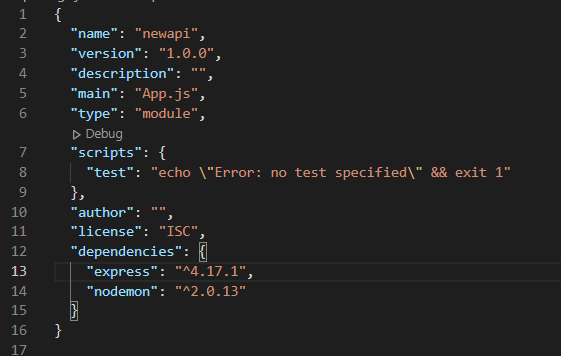 1 {
2 "name": "newapi",
3 "version": "1.0.0",
4 "description": "",
5 "main": "App.js",
6 "type": "module",
Debug
7 "scripts": {
8 "test": "echo \"Error: no test specified\" && exit 1"
9 },
10 "author": "",
11 "license": "ISC",
12 "dependencies": {
13 "express": "^4.17.1",
14 "nodemon": "^2.0.13"
15 }
16 }
17